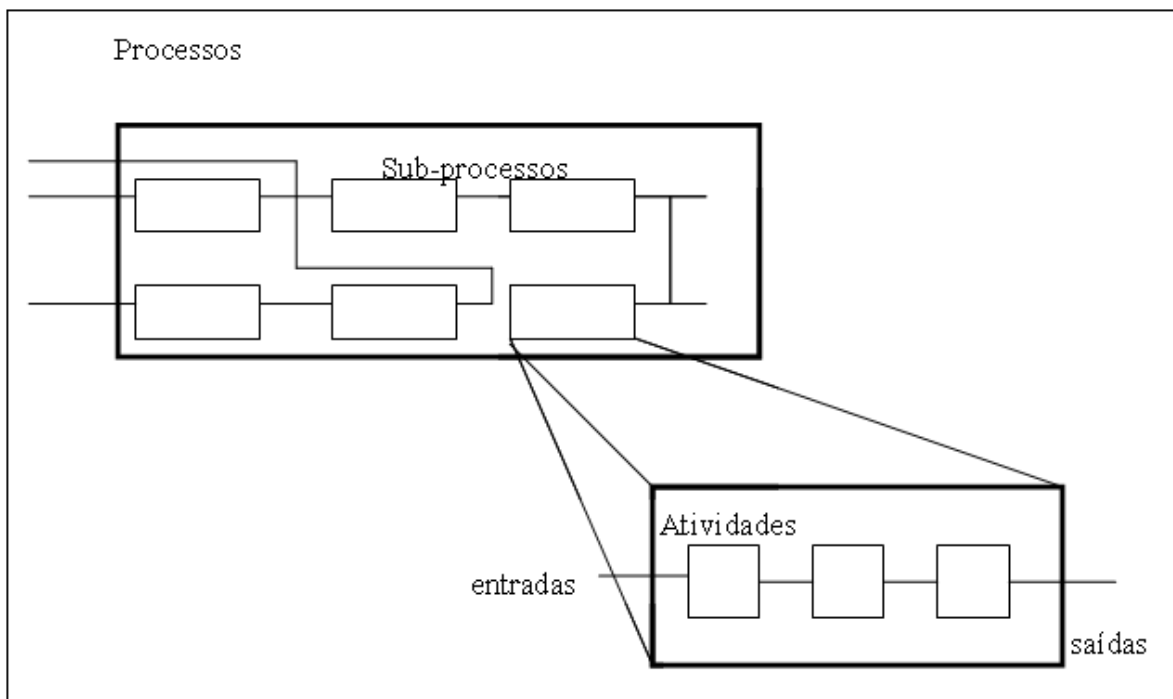 Processos
Sub-processos
Atividades
entradas
saídas